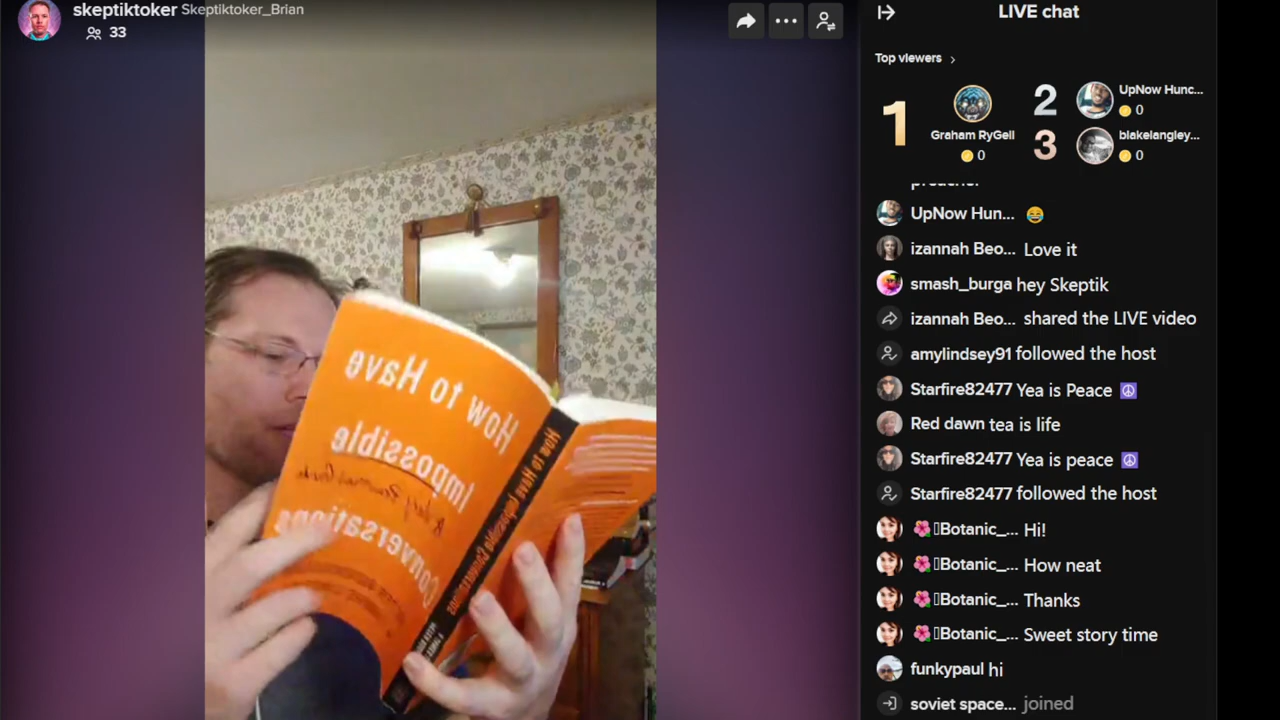 skeptiktoker Skeptiktoker_Brian
33
LIVE chat
Top viewers >
1
Graham RyGell
0
2
UpNow Hunc...
0
3
blakelangley...
0
preacher
UpNow Hun... 😂
izannah Beo... Love it
smash_burga hey Skeptik
izannah Beo... shared the LIVE video
amylindsey91 followed the host
Starfire82477 Yea is Peace ☮
Red dawn tea is life
Starfire82477 Yea is peace ☮
Starfire82477 followed the host
🌺Botanic_... Hi!
🌺Botanic_... How neat
🌺Botanic_... Thanks
🌺Botanic_... Sweet story time
funkypaul hi
soviet space... joined
How to Have
Impossible
A Very Practical Guide
Conversations
How to Have Impossible Conversations